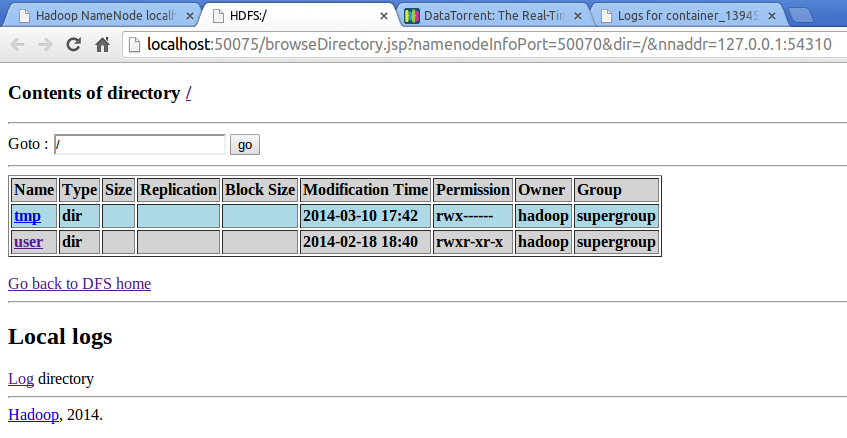 Hadoop NameNode localh
HDFS:/
DataTorrent: The Real-Tim
Logs for container_13945
localhost:50075/browseDirectory.jsp?namenodeInfoPort=50070&dir=/&nnaddr=127.0.0.1:54310
Contents of directory /
Goto : / go
Name Type Size Replication Block Size Modification Time Permission Owner Group
tmp dir 2014-03-10 17:42 rwx------ hadoop supergroup
user dir 2014-02-18 18:40 rwxr-xr-x hadoop supergroup
Go back to DFS home
Local logs
Log directory
Hadoop, 2014.